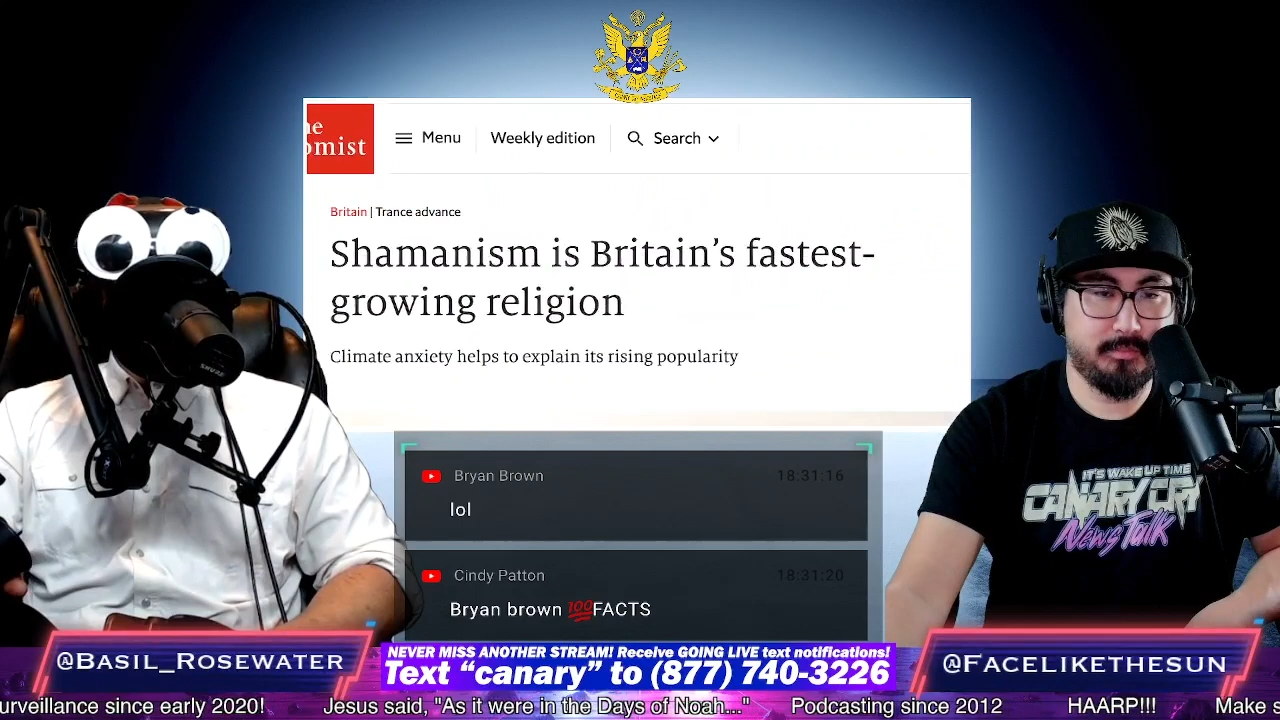 he
omist
Menu
Weekly edition
Search
Britain | Trance advance
Shamanism is Britain's fastest-
growing religion
Climate anxiety helps to explain its rising popularity
SHURE
IT'S WAKE UP TIME
CANARY CRY
News Talk
Bryan Brown 18:31:16
lol
Cindy Patton 18:31:20
Bryan brown 💯FACTS
@BASIL_ROSEWATER
NEVER MISS ANOTHER STREAM! Receive GOING LIVE text notifications!
Text “canary” to (877) 740-3226
@FACELIKETHESUN
urveillance since early 2020! Jesus said, "As it were in the Days of Noah..." Podcasting since 2012 HAARP!!! Make s